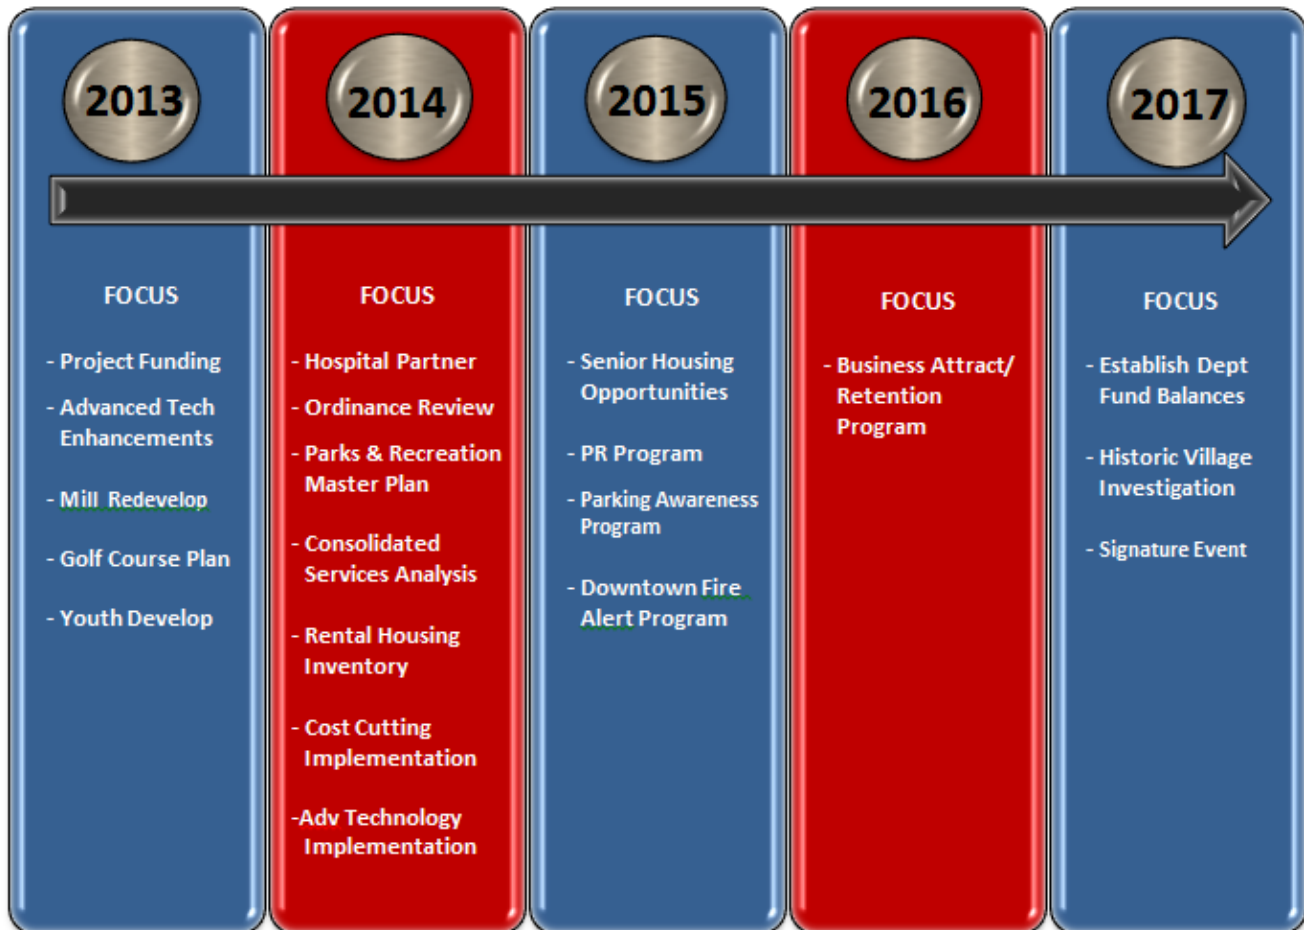 2013
FOCUS
- Project Funding
- Advanced Tech
Enhancements
- Mill Redevelop
- Golf Course Plan
- Youth Develop
2014
FOCUS
- Hospital Partner
- Ordinance Review
- Parks & Recreation
Master Plan
- Consolidated
Services Analysis
- Rental Housing
Inventory
- Cost Cutting
Implementation
-Adv Technology
Implementation
2015
FOCUS
- Senior Housing
Opportunities
- PR Program
- Parking Awareness
Program
- Downtown Fire
Alert Program
2016
FOCUS
- Business Attract/
Retention
Program
2017
FOCUS
- Establish Dept
Fund Balances
- Historic Village
Investigation
- Signature Event